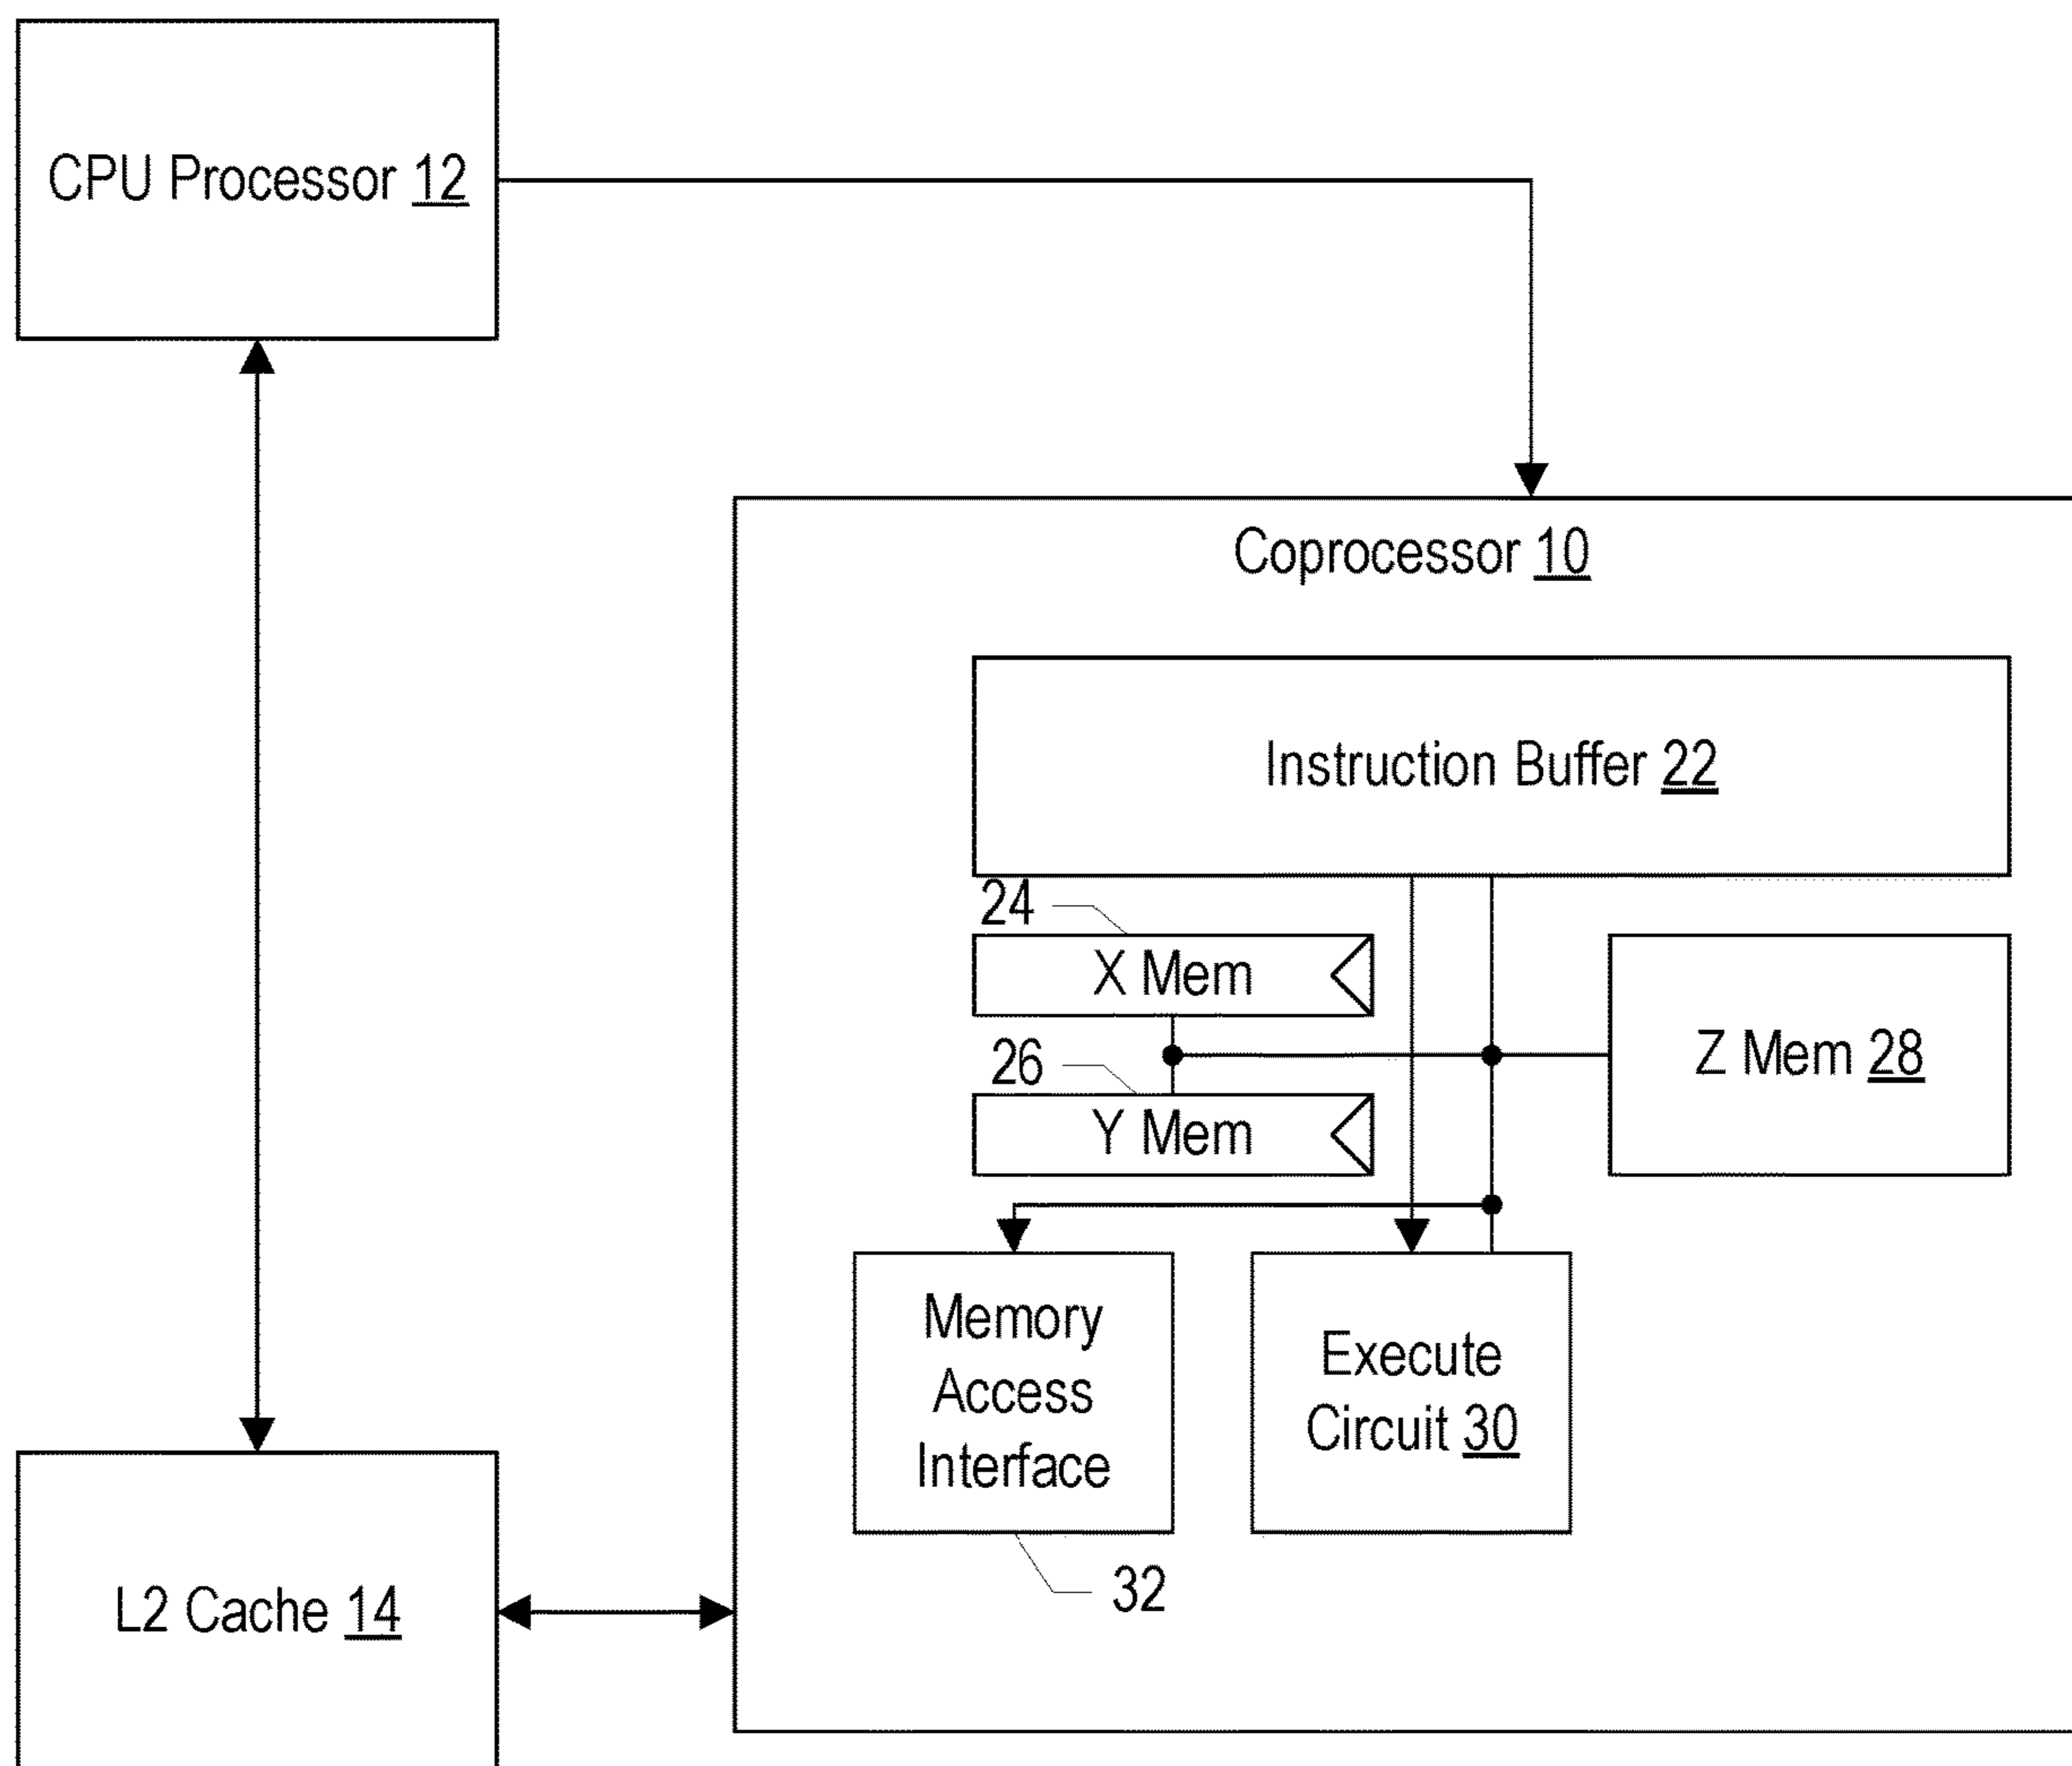 CPU Processor 12
Coprocessor 10
Instruction Buffer 22
24
X Mem
26
Y Mem
Z Mem 28
Memory
Access
Interface
32
Execute
Circuit 30
L2 Cache 14